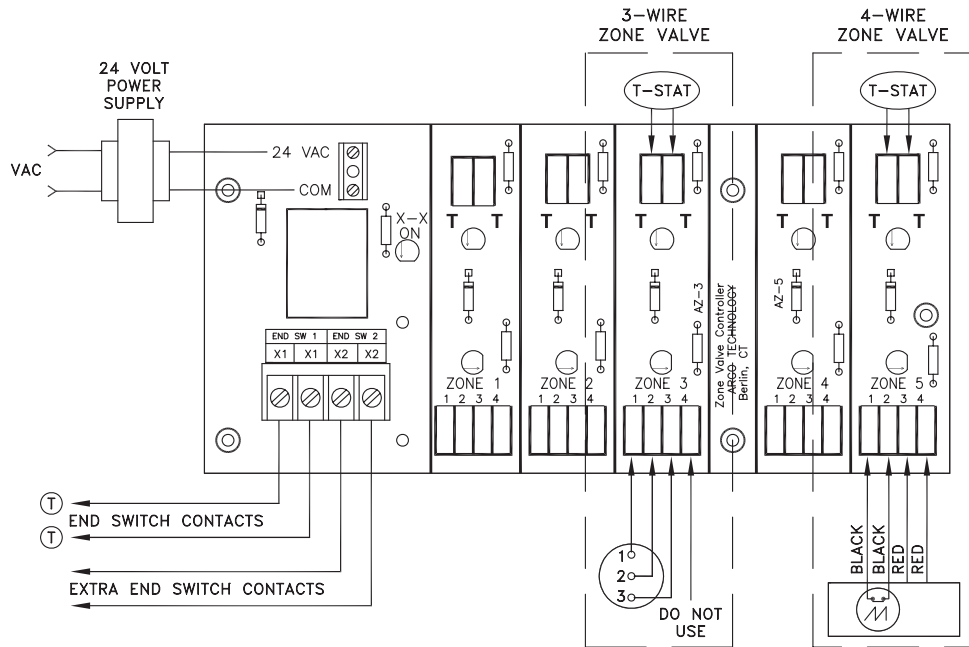 3-WIRE
ZONE VALVE
4-WIRE
ZONE VALVE
24 VOLT
POWER
SUPPLY
T-STAT
T-STAT
VAC
24 VAC
COM
X-X
ON
T T
T T
T T
T T
T T
AZ-3
AZ-5
Zone Valve Controller
ARGO TECHNOLOGY
Berlin, CT
END SW 1 END SW 2
X1 X1 X2 X2
ZONE 1
1 2 3 4
ZONE 2
1 2 3 4
ZONE 3
1 2 3 4
ZONE 4
1 2 3 4
ZONE 5
1 2 3 4
T
END SWITCH CONTACTS
T
EXTRA END SWITCH CONTACTS
1
2
3
DO NOT
USE
BLACK
BLACK
RED
RED